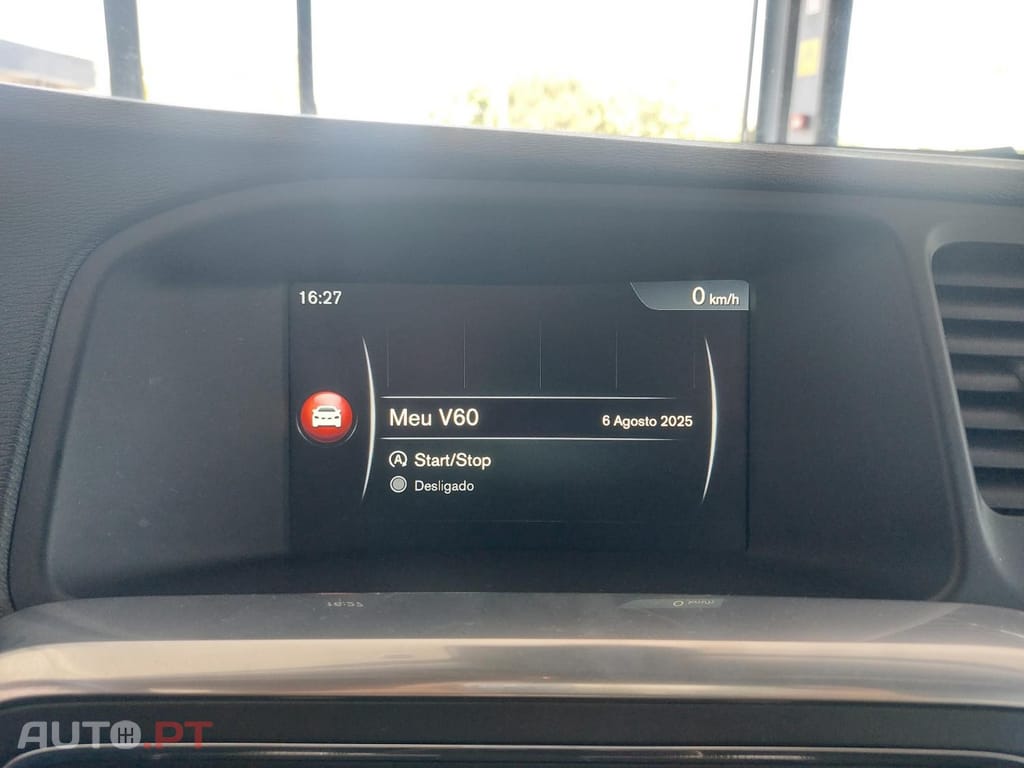 16:27
0 km/h
Meu V60
6 Agosto 2025
A Start/Stop
Desligado
AUTO.PT